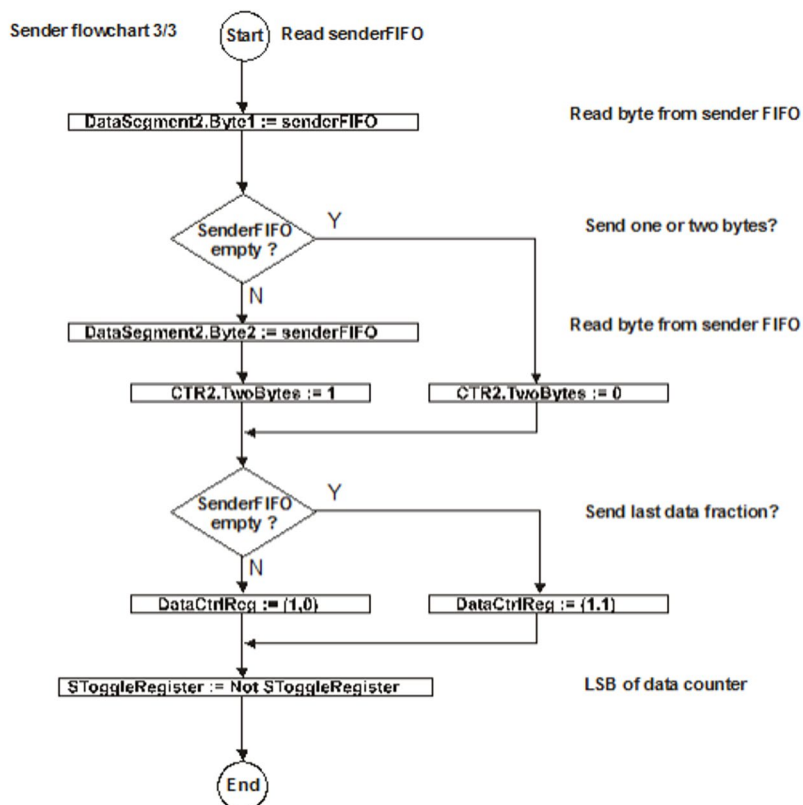 Sender flowchart 3/3
Start
Read senderFIFO
DataSegment2.Byte1 := senderFIFO
Read byte from sender FIFO
SenderFIFO
empty ?
Y
Send one or two bytes?
N
DataSegment2.Byte2 := senderFIFO
Read byte from sender FIFO
CTR2.TwoBytes := 1
CTR2.TwoBytes := 0
SenderFIFO
empty ?
Y
Send last data fraction?
N
DataCtrlReg := (1,0)
DataCtrlReg := (1.1)
SToggleRegister := Not SToggleRegister
LSB of data counter
End